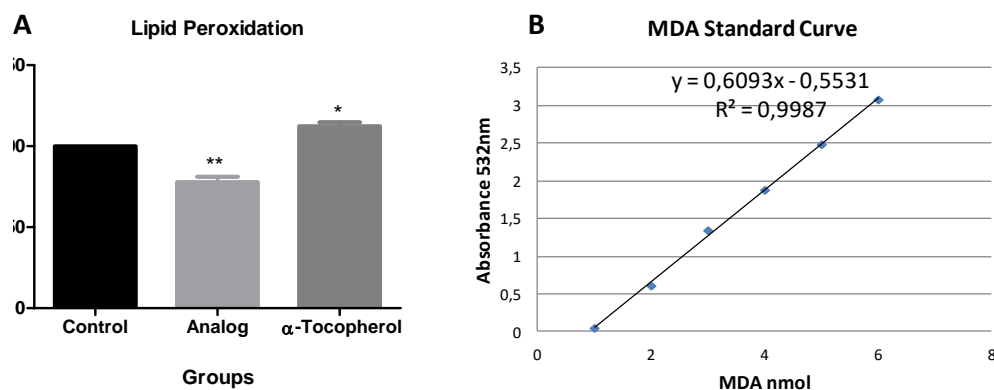 A
Lipid Peroxidation
**
*
0
Control
Analog
α-Tocopherol
Groups
B
MDA Standard Curve
y = 0,6093x - 0,5531
R² = 0,9987
Absorbance 532nm
3,5
3
2,5
2
1,5
1
0,5
0
0
2
4
6
8
MDA nmol